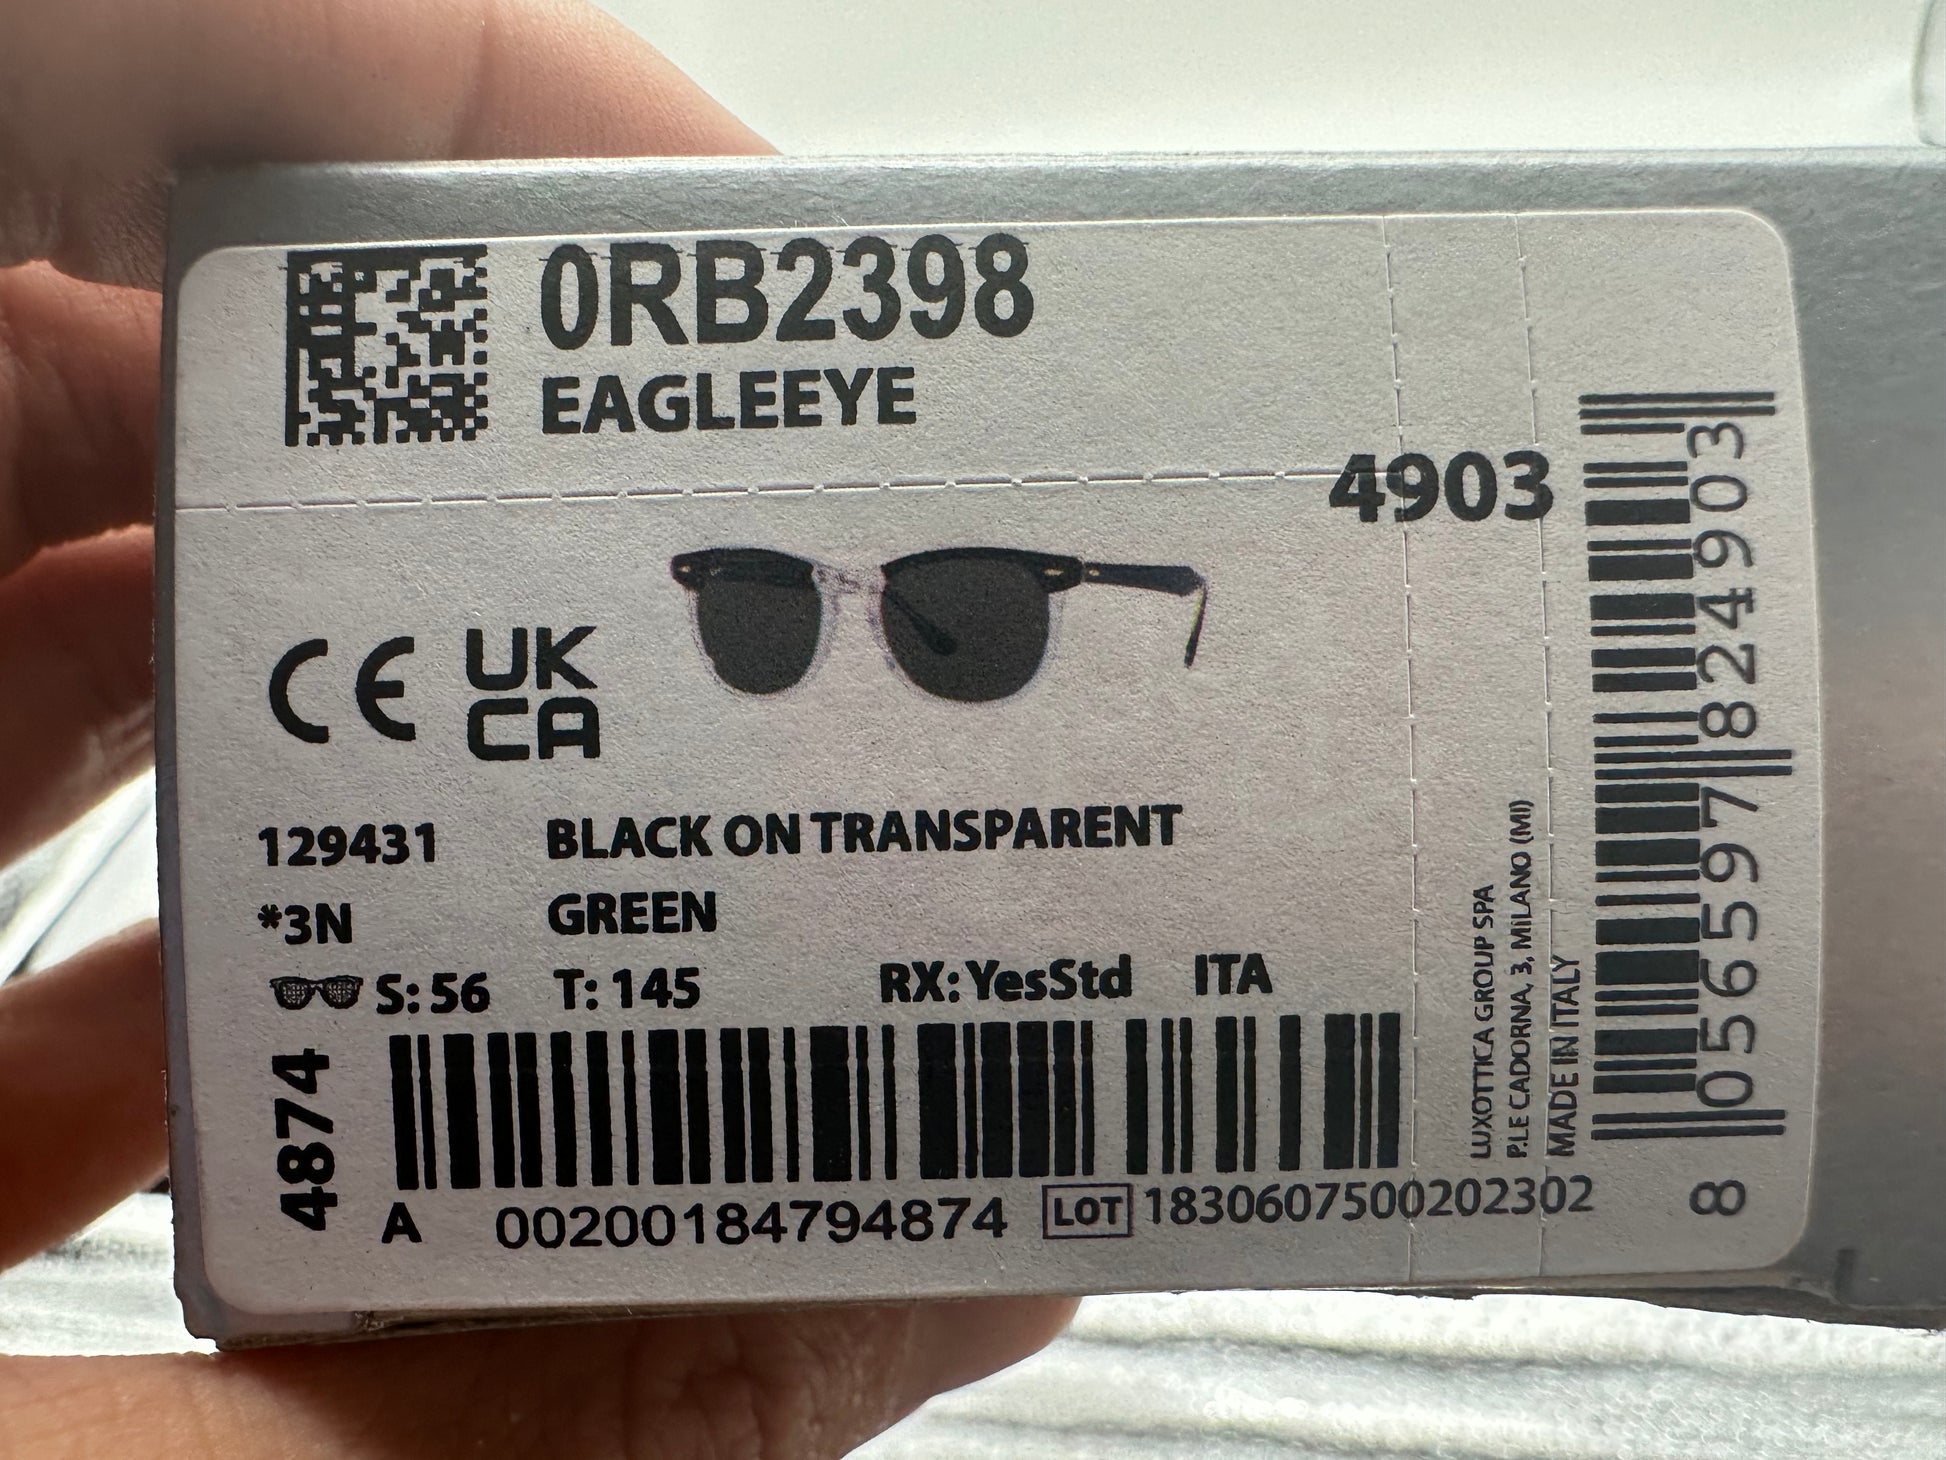 0RB2398
EAGLEEYE
4903
CE
UK
CA
129431 BLACK ON TRANSPARENT
*3N GREEN
S: 56 T: 145 RX: YesStd ITA
4874
A 00200184794874 LOT 1830607500202302
LUXOTTICA GROUP SPA
P.LE CADORNA, 3, MILANO (MI)
MADE IN ITALY
8 056597 824903